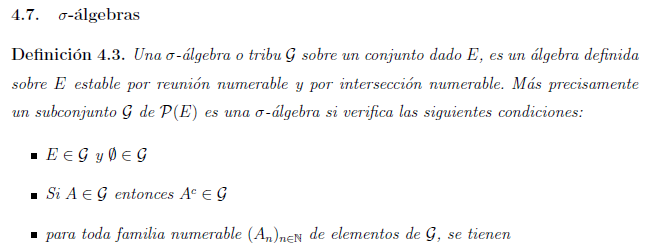 4.7. σ-álgebras
Definición 4.3. Una σ-álgebra o tribu 𝒢 sobre un conjunto dado E, es un álgebra definida
sobre E estable por reunión numerable y por intersección numerable. Más precisamente
un subconjunto 𝒢 de 𝒫(E) es una σ-álgebra si verifica las siguientes condiciones:
▪ E ∈ 𝒢 y ∅ ∈ 𝒢
▪ Si A ∈ 𝒢 entonces Aᶜ ∈ 𝒢
▪ para toda familia numerable (Aₙ)ₙ∈ℕ de elementos de 𝒢, se tienen